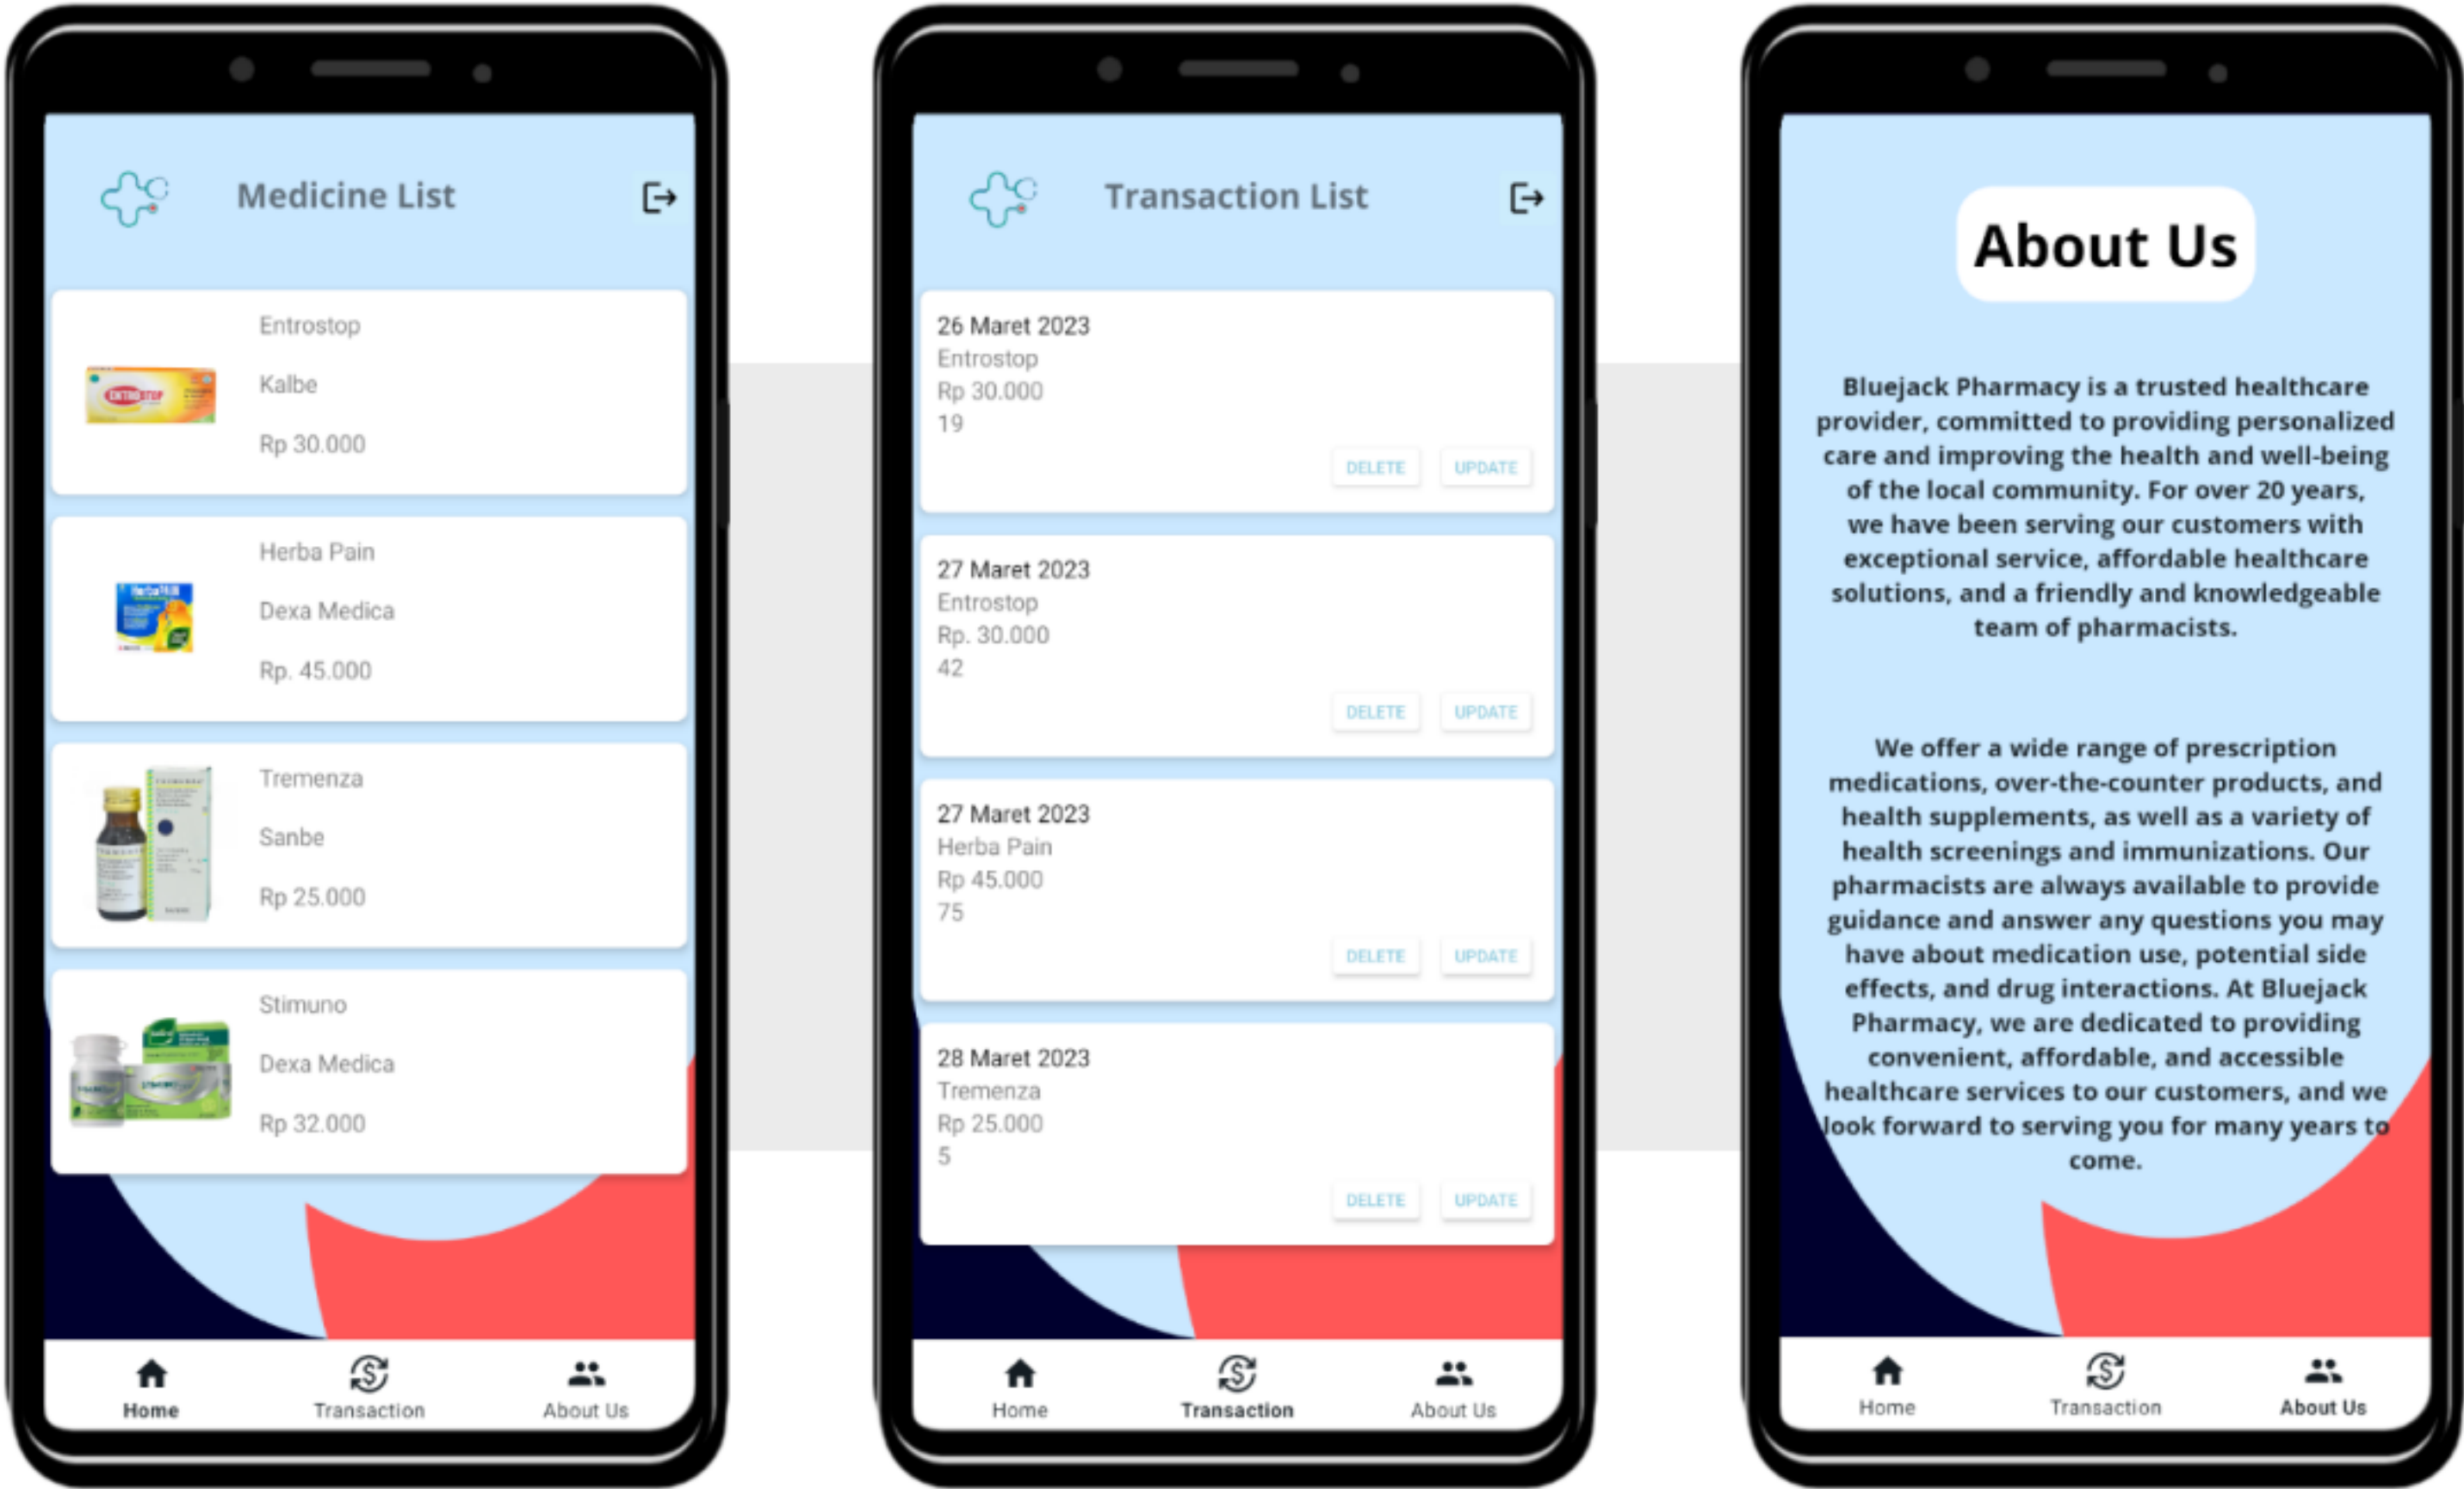 Medicine List
Entrostop
Kalbe
Rp 30.000
ENTROSTOP
Herba Pain
Dexa Medica
Rp. 45.000
HerbaPAIN
Tremenza
Sanbe
Rp 25.000
Stimuno
Dexa Medica
Rp 32.000
Home
Transaction
About Us
Transaction List
26 Maret 2023
Entrostop
Rp 30.000
19
DELETE
UPDATE
27 Maret 2023
Entrostop
Rp. 30.000
42
DELETE
UPDATE
27 Maret 2023
Herba Pain
Rp 45.000
75
DELETE
UPDATE
28 Maret 2023
Tremenza
Rp 25.000
5
DELETE
UPDATE
Home
Transaction
About Us
About Us
Bluejack Pharmacy is a trusted healthcare
provider, committed to providing personalized
care and improving the health and well-being
of the local community. For over 20 years,
we have been serving our customers with
exceptional service, affordable healthcare
solutions, and a friendly and knowledgeable
team of pharmacists.
We offer a wide range of prescription
medications, over-the-counter products, and
health supplements, as well as a variety of
health screenings and immunizations. Our
pharmacists are always available to provide
guidance and answer any questions you may
have about medication use, potential side
effects, and drug interactions. At Bluejack
Pharmacy, we are dedicated to providing
convenient, affordable, and accessible
healthcare services to our customers, and we
look forward to serving you for many years to
come.
Home
Transaction
About Us